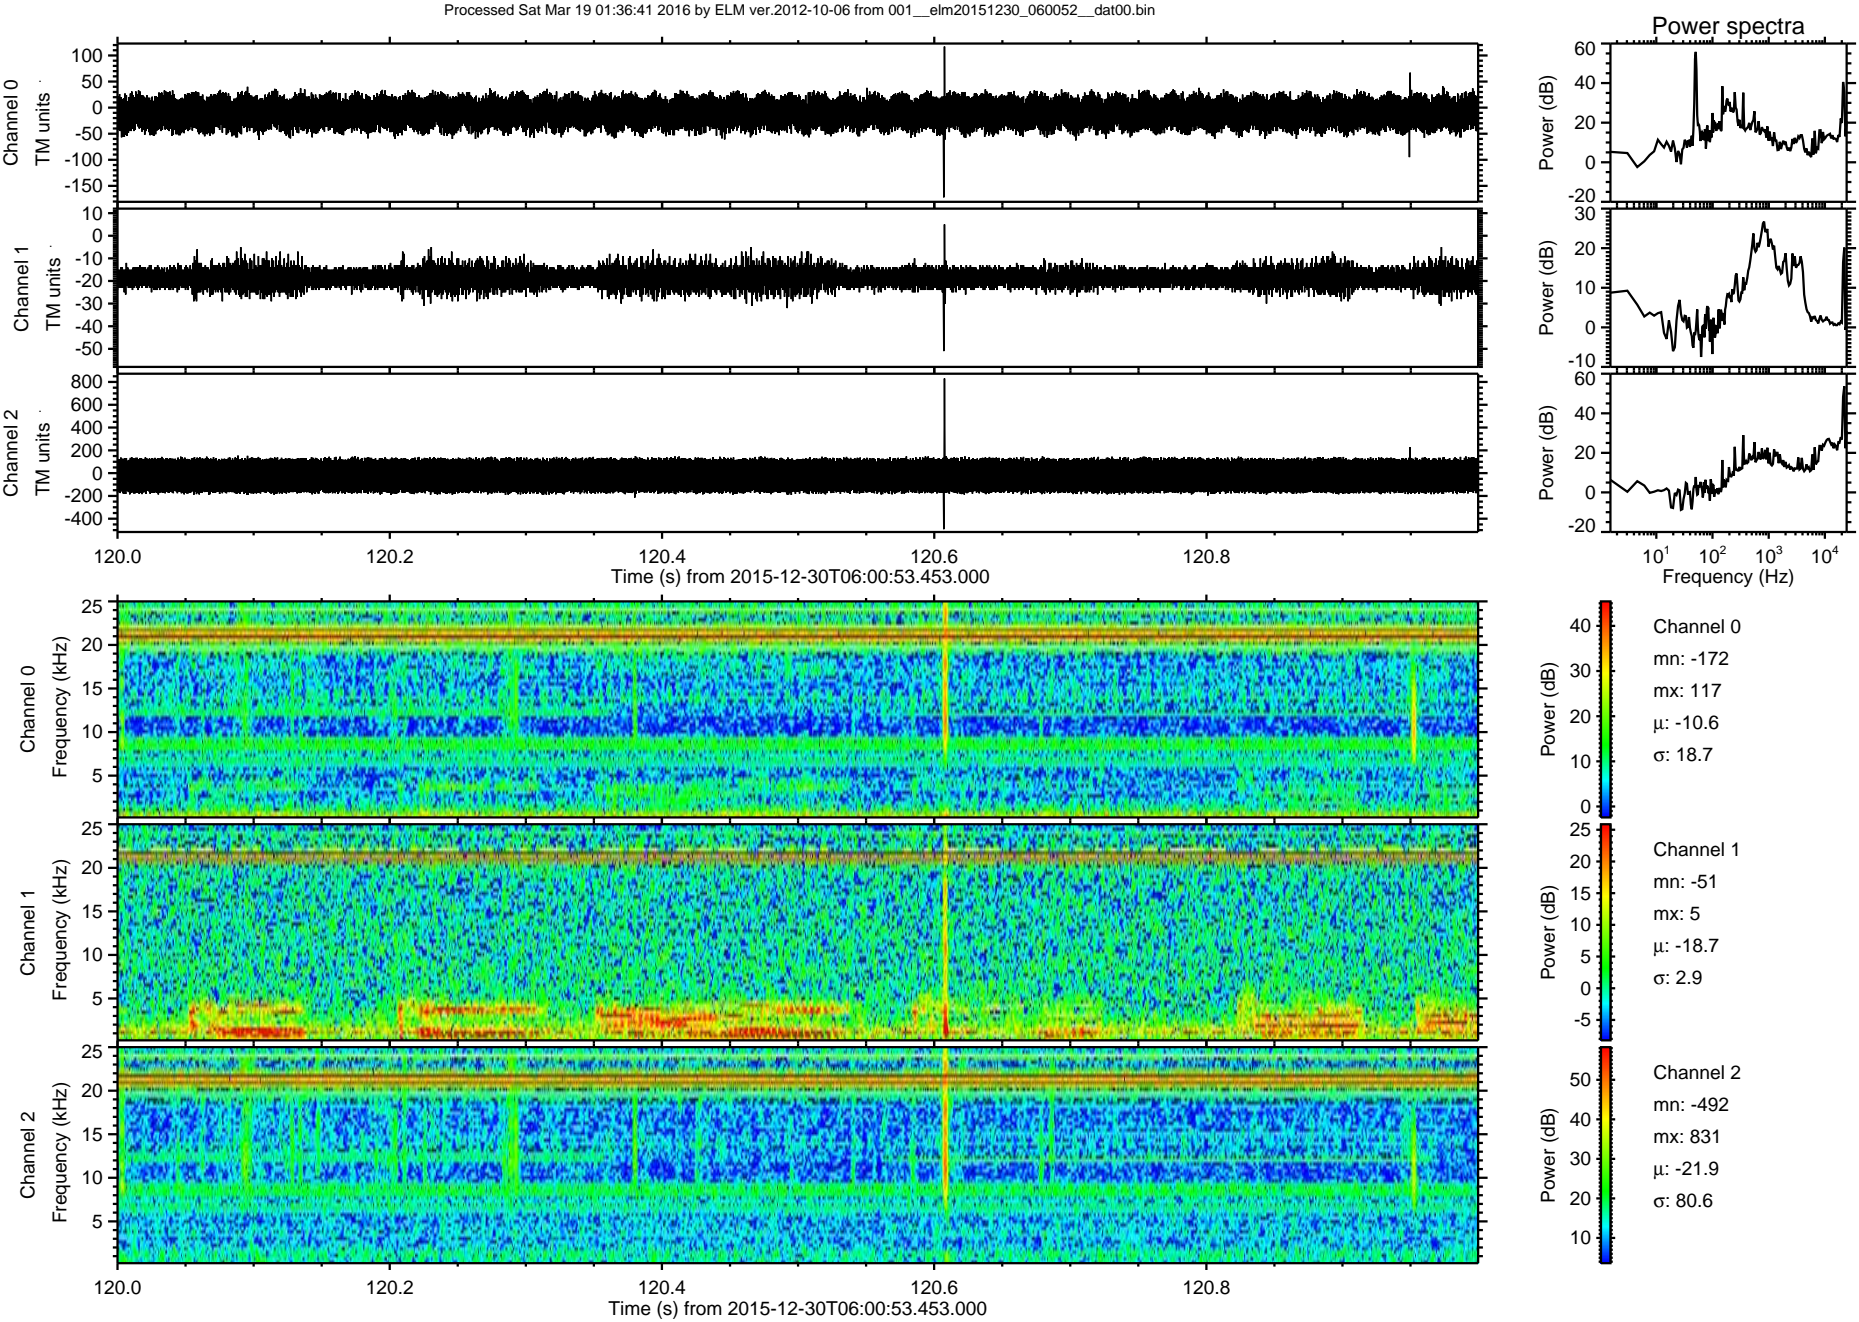 Processed Sat Mar 19 01:36:41 2016 by ELM ver.2012-10-06 from 001__elm20151230_060052__dat00.bin
Power spectra
Channel 0
TM units
100
50
0
-50
-100
-150
Power (dB)
60
40
20
0
-20
Channel 1
TM units
10
0
-10
-20
-30
-40
-50
Power (dB)
30
20
10
0
-10
Channel 2
TM units
800
600
400
200
0
-200
-400
Power (dB)
60
40
20
0
-20
120.0 120.2 120.4 120.6 120.8
Time (s) from 2015-12-30T06:00:53.453.000
10^1 10^2 10^3 10^4
Frequency (Hz)
Channel 0
Frequency (kHz)
25
20
15
10
5
Power (dB)
40
30
20
10
0
Channel 0
mn: -172
mx: 117
μ: -10.6
σ: 18.7
Channel 1
Frequency (kHz)
25
20
15
10
5
Power (dB)
25
20
15
10
5
0
-5
Channel 1
mn: -51
mx: 5
μ: -18.7
σ: 2.9
Channel 2
Frequency (kHz)
25
20
15
10
5
Power (dB)
50
40
30
20
10
Channel 2
mn: -492
mx: 831
μ: -21.9
σ: 80.6
120.0 120.2 120.4 120.6 120.8
Time (s) from 2015-12-30T06:00:53.453.000